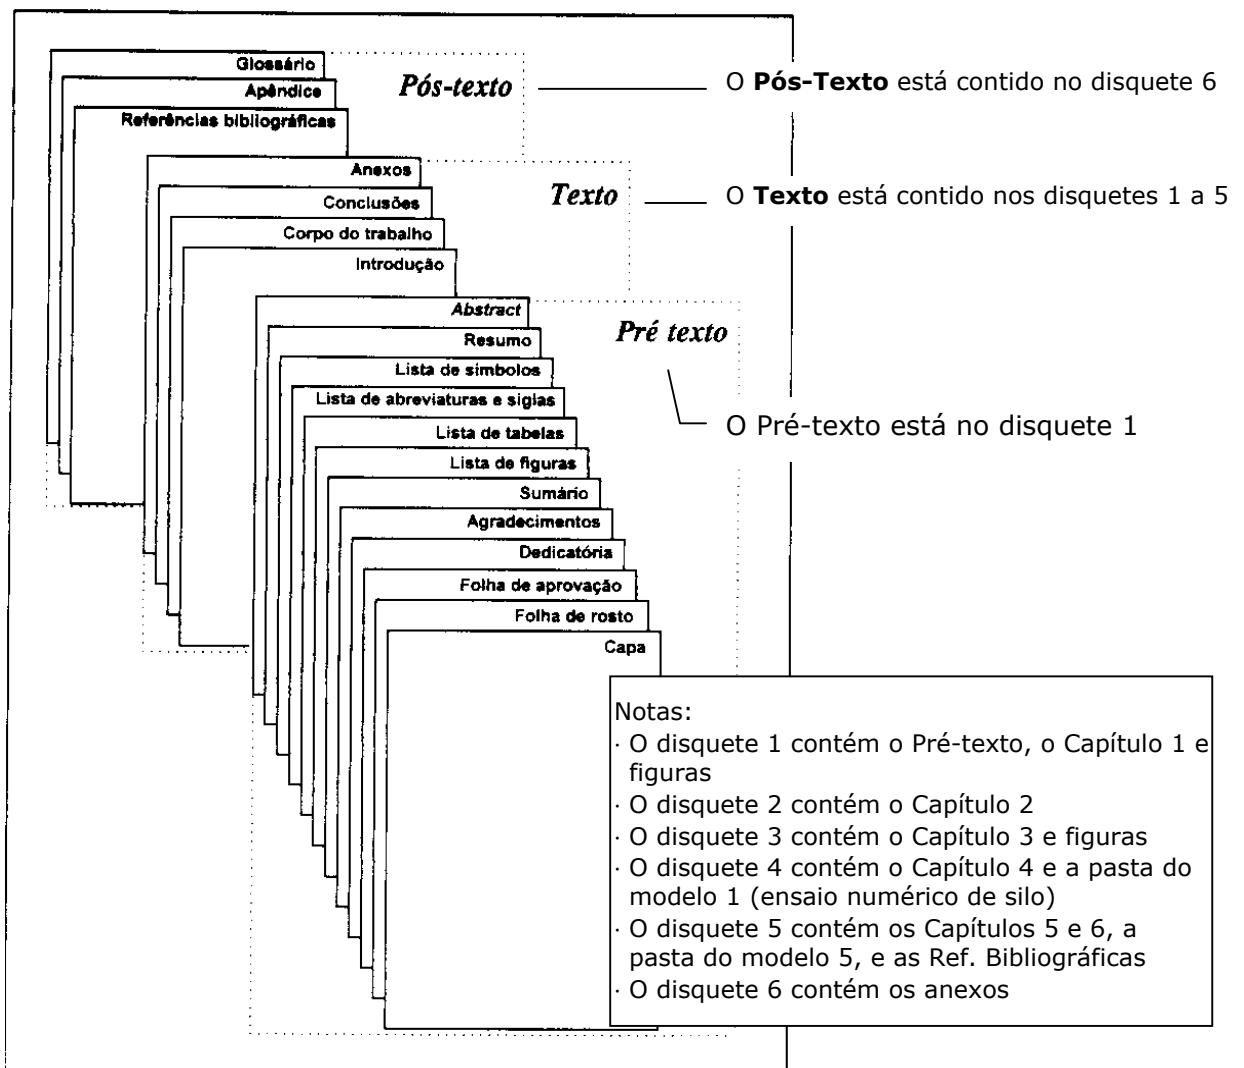 Glossário
Apêndice
Referências bibliográficas
Pós-texto
O Pós-Texto está contido no disquete 6
Anexos
Conclusões
Corpo do trabalho
Introdução
Texto
O Texto está contido nos disquetes 1 a 5
Abstract
Resumo
Lista de símbolos
Lista de abreviaturas e siglas
Lista de tabelas
Lista de figuras
Sumário
Agradecimentos
Dedicatória
Folha de aprovação
Folha de rosto
Capa
Pré texto
O Pré-texto está no disquete 1
Notas:
· O disquete 1 contém o Pré-texto, o Capítulo 1 e
figuras
· O disquete 2 contém o Capítulo 2
· O disquete 3 contém o Capítulo 3 e figuras
· O disquete 4 contém o Capítulo 4 e a pasta do
modelo 1 (ensaio numérico de silo)
· O disquete 5 contém os Capítulos 5 e 6, a
pasta do modelo 5, e as Ref. Bibliográficas
· O disquete 6 contém os anexos